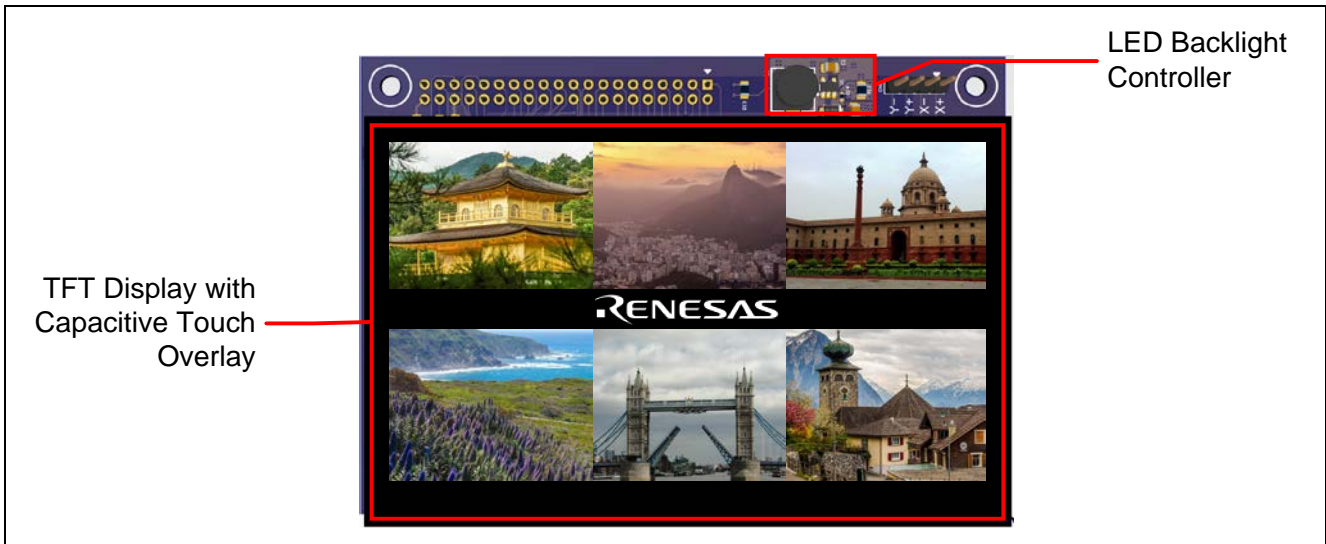 LED Backlight
Controller
Y-
Y+
X-
X+
TFT Display with
Capacitive Touch
Overlay
RENESAS